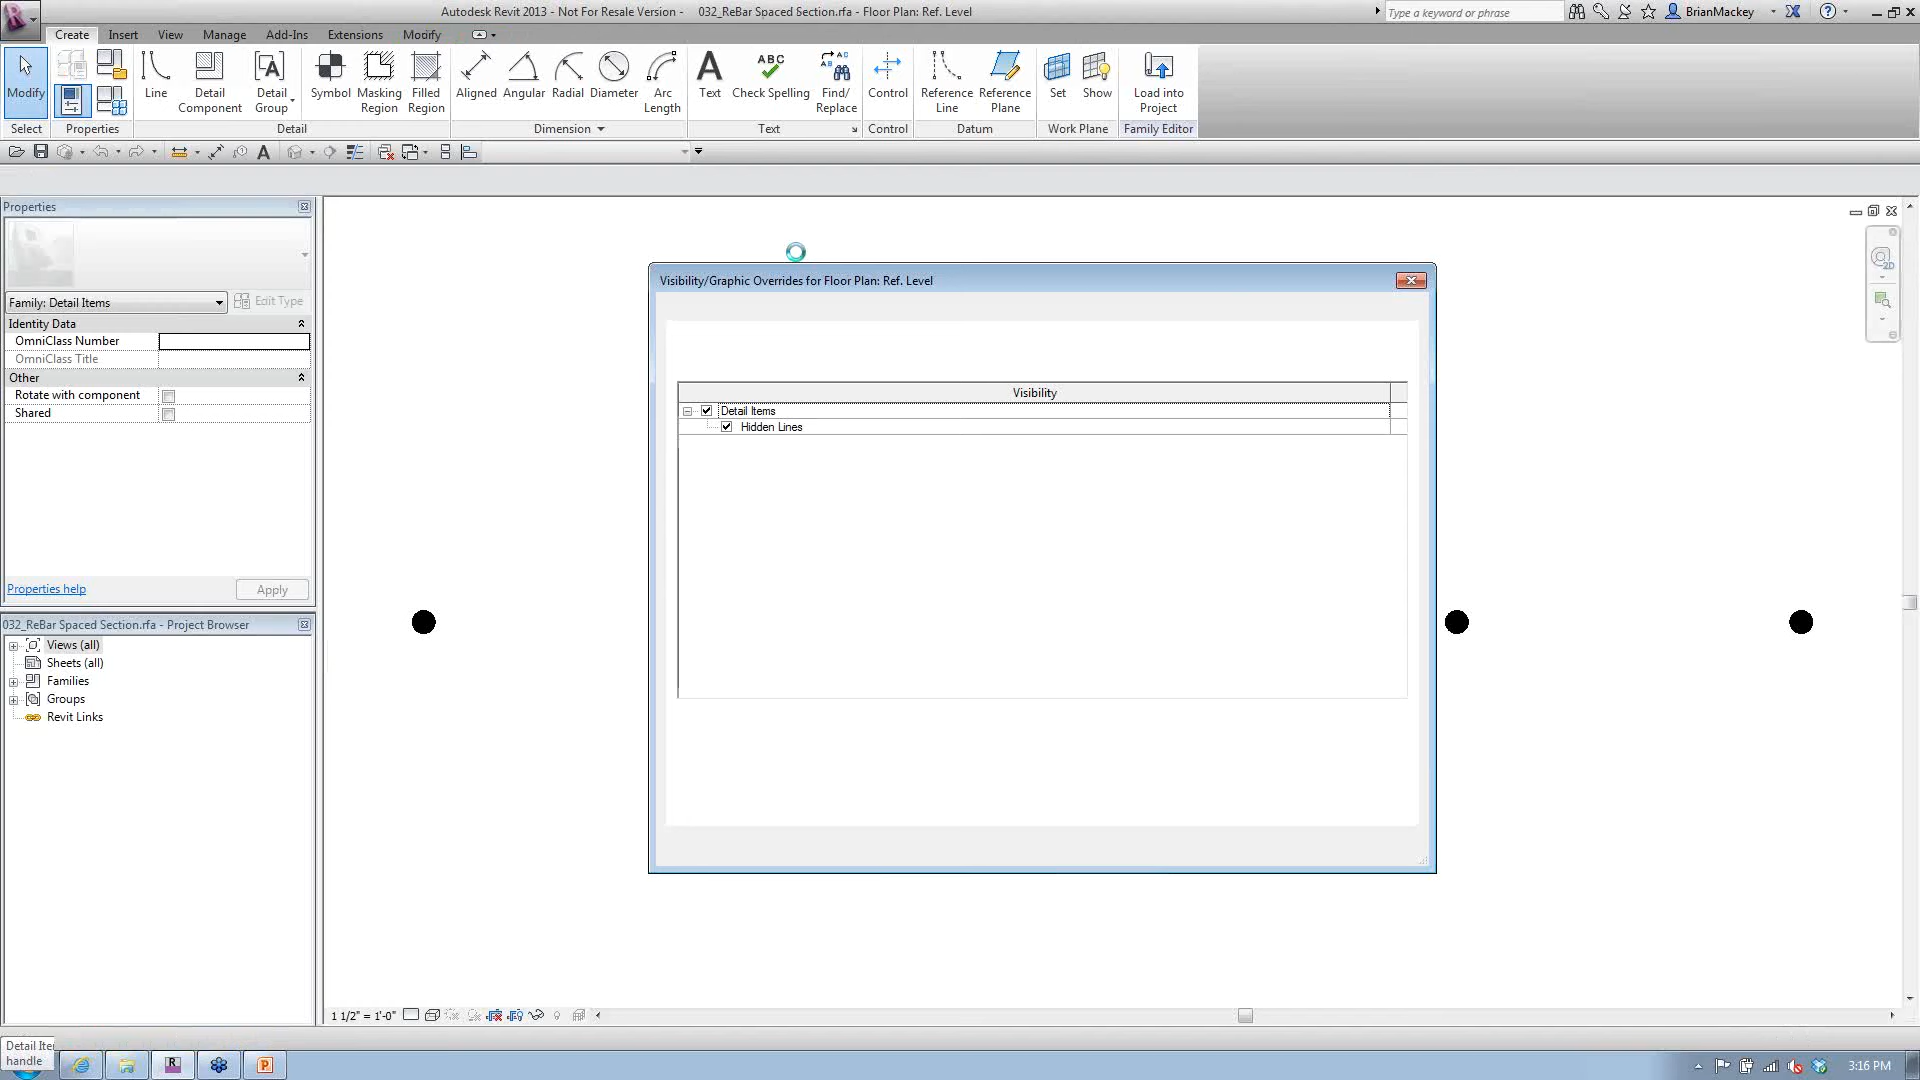 Autodesk Revit 2013 - Not For Resale Version - 032_ReBar Spaced Section.rfa - Floor Plan: Ref. Level
Type a keyword or phrase
BrianMackey
Create Insert View Manage Add-Ins Extensions Modify
Modify
Line
Detail Component
Detail Group
Symbol
Masking Region
Filled Region
Aligned
Angular
Radial
Diameter
Arc Length
Text
ABC
Check Spelling
Find/ Replace
Control
Reference Line
Reference Plane
Set
Show
Load into Project
Select Properties Detail Dimension Text Control Datum Work Plane Family Editor
Properties
Family: Detail Items
Edit Type
Identity Data
OmniClass Number
OmniClass Title
Other
Rotate with component
Shared
Properties help
Apply
032_ReBar Spaced Section.rfa - Project Browser
Views (all)
Sheets (all)
Families
Groups
Revit Links
Visibility/Graphic Overrides for Floor Plan: Ref. Level
Visibility
Detail Items
Hidden Lines
2D
1 1/2" = 1'-0"
Detail Ite
handle
3:16 PM